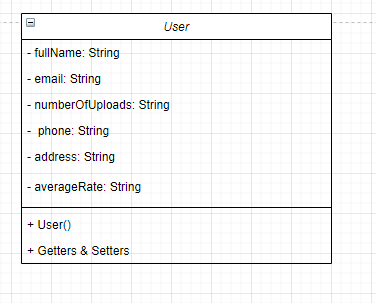 User
- fullName: String
- email: String
- numberOfUploads: String
- phone: String
- address: String
- averageRate: String
+ User()
+ Getters & Setters